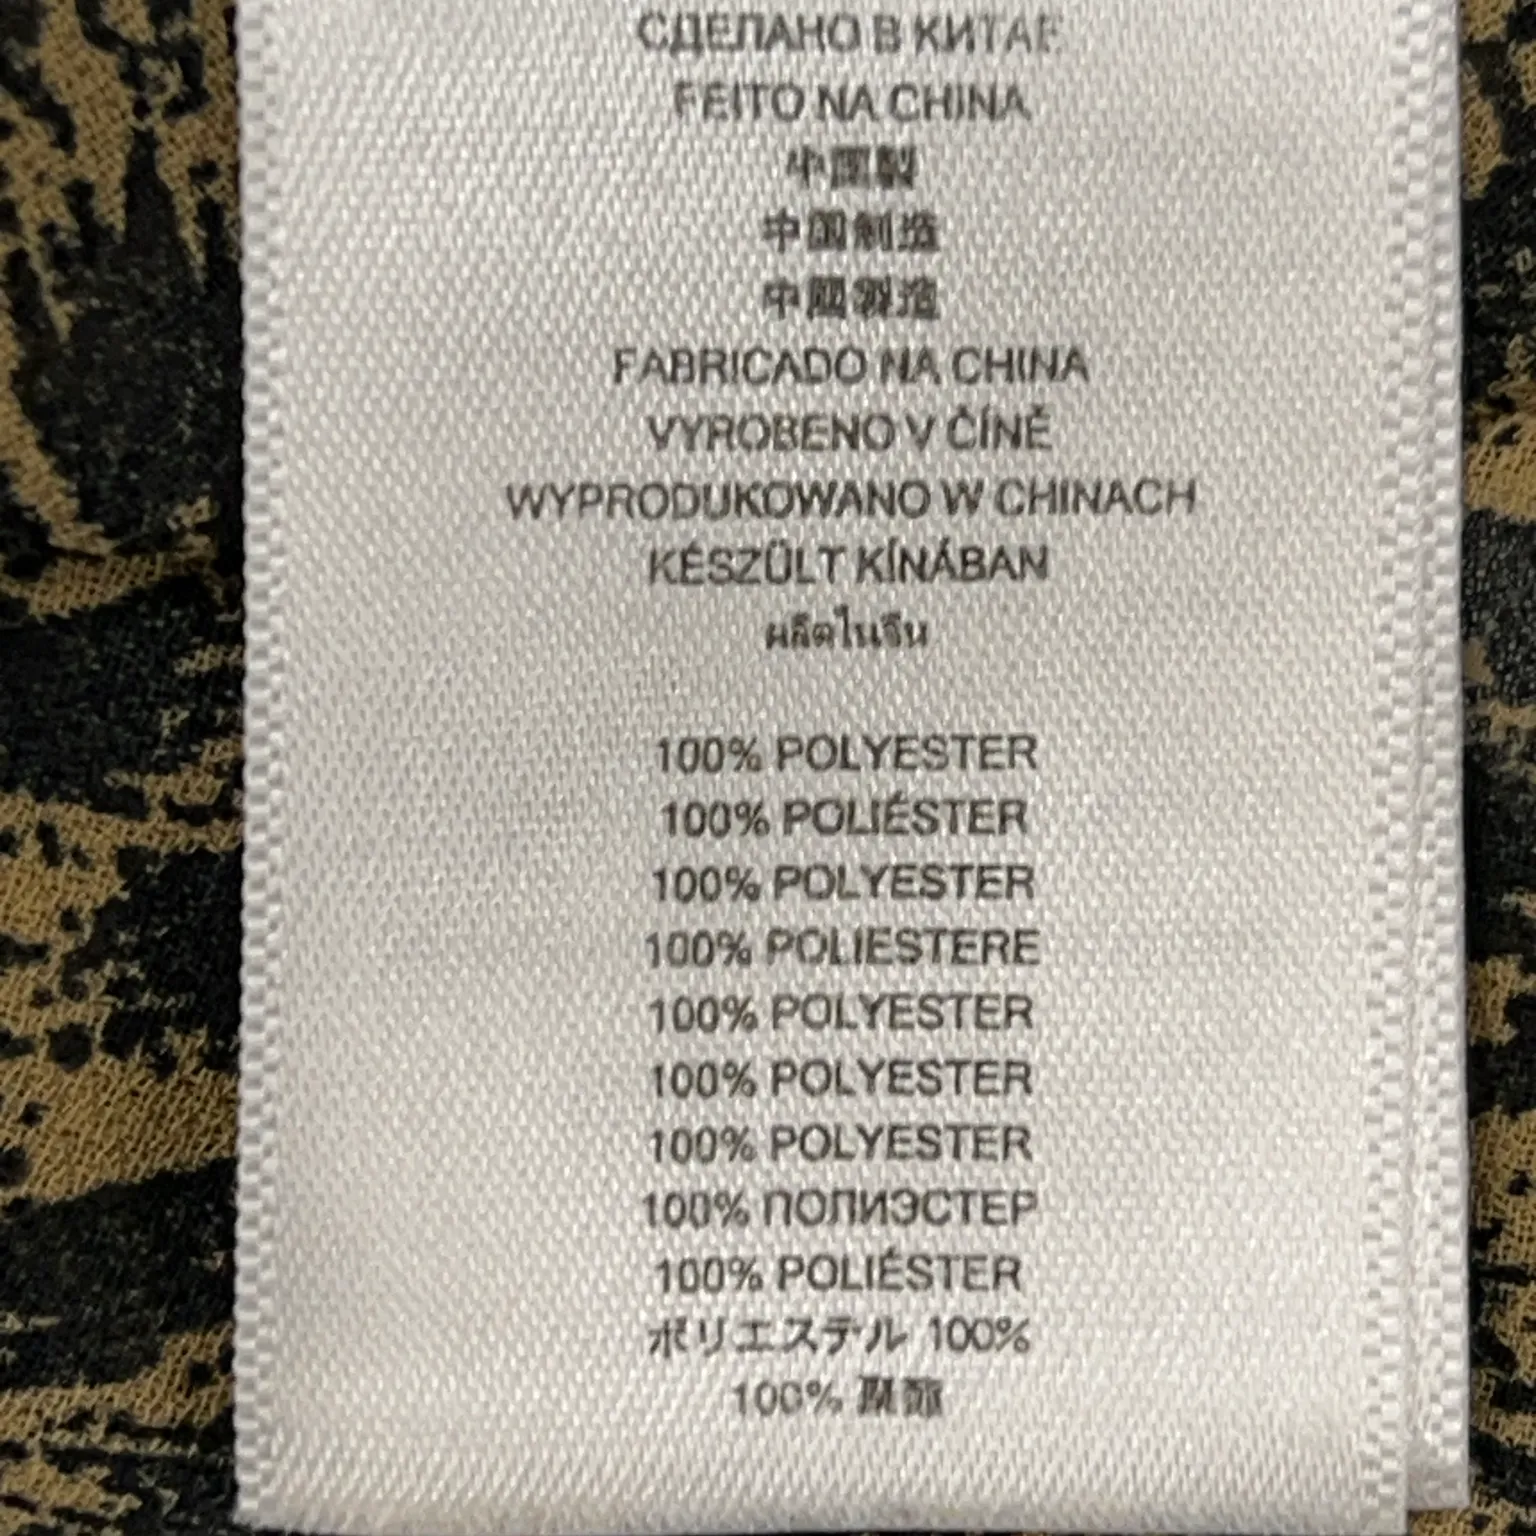 СДЕЛАНО В КИТАЕ
FEITO NA CHINA
中国製
中国制造
中國製造
FABRICADO NA CHINA
VYROBENO V ČÍNĚ
WYPRODUKOWANO W CHINACH
KÉSZÜLT KÍNÁBAN
ผลิตในจีน
100% POLYESTER
100% POLIÉSTER
100% POLYESTER
100% POLIESTERE
100% POLYESTER
100% POLYESTER
100% POLYESTER
100% ПОЛИЭСТЕР
100% POLIÉSTER
ポリエステル 100%
100%